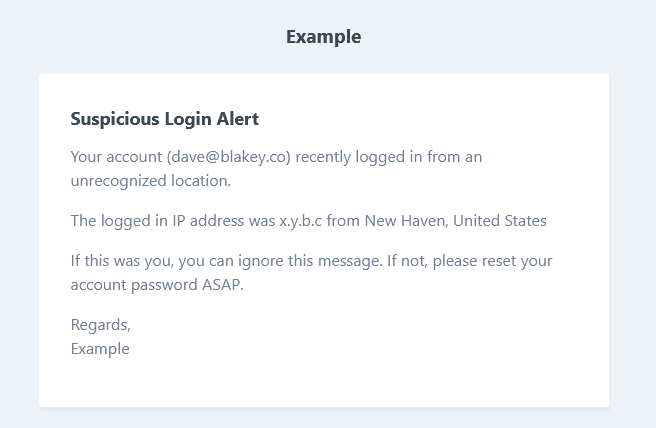 Example
Suspicious Login Alert
Your account (dave@blakey.co) recently logged in from an
unrecognized location.
The logged in IP address was x.y.b.c from New Haven, United States
If this was you, you can ignore this message. If not, please reset your
account password ASAP.
Regards,
Example